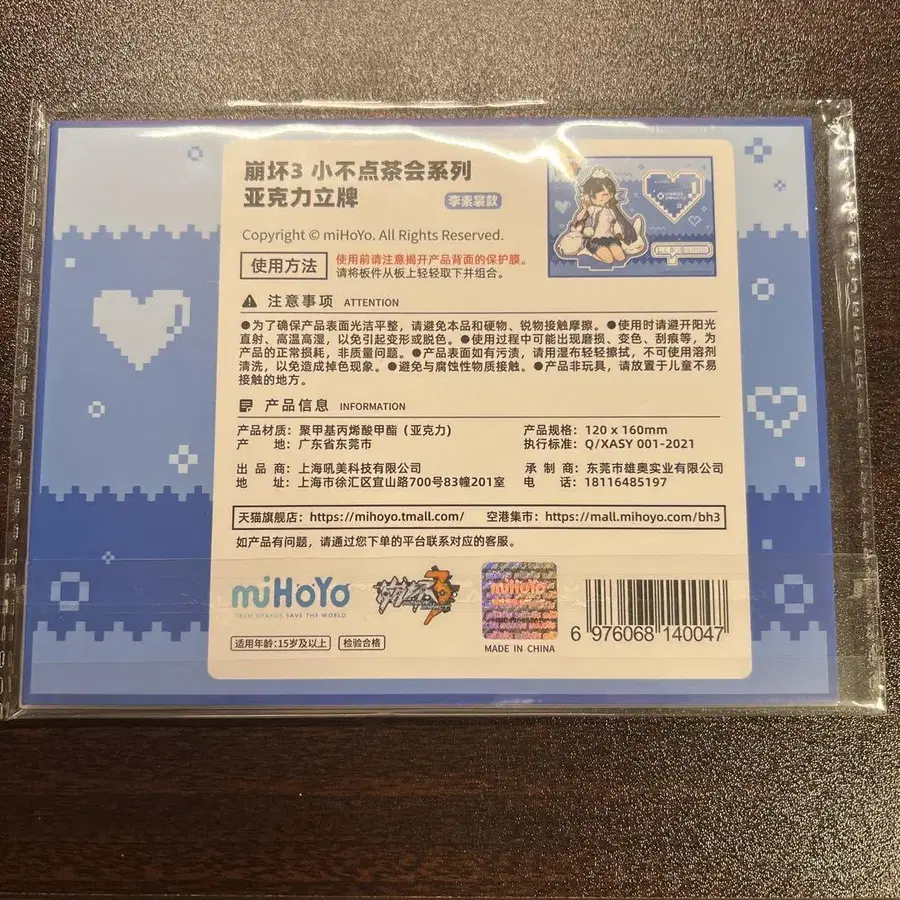 崩坏3 小不点茶会系列
亚克力立牌
李素裳款
Copyright © miHoYo. All Rights Reserved.
使用方法
使用前请注意揭开产品背面的保护膜。
请将板件从板上轻轻取下并组合。
注意事项 ATTENTION
●为了确保产品表面光洁平整，请避免本品和硬物、锐物接触摩擦。●使用时请避开阳光
直射、高温高湿，以免引起变形或脱色。●使用过程中可能出现磨损、变色、刮痕等，为
产品的正常损耗，非质量问题。●产品表面如有污渍，请用湿布轻轻擦拭，不可使用溶剂
清洗，以免造成掉色现象。●避免与腐蚀性物质接触。●产品非玩具，请放置于儿童不易
接触的地方。
产品信息 INFORMATION
产品材质：聚甲基丙烯酸甲酯（亚克力）
产 地：广东省东莞市
产品规格：120 x 160mm
执行标准：Q/XASY 001-2021
出 品 商：上海吼美科技有限公司
地 址：上海市徐汇区宜山路700号83幢201室
承 制 商：东莞市雄奥实业有限公司
电 话：18116485197
天猫旗舰店：https://mihoyo.tmall.com/ 空港集市：https://mall.mihoyo.com/bh3
如产品有问题，请通过您下单的平台联系对应的客服。
miHoYo
TECH OTAKUS SAVE THE WORLD
崩坏3
miHoYo
MADE IN CHINA
6 976068 140047
适用年龄:15岁及以上
检验合格